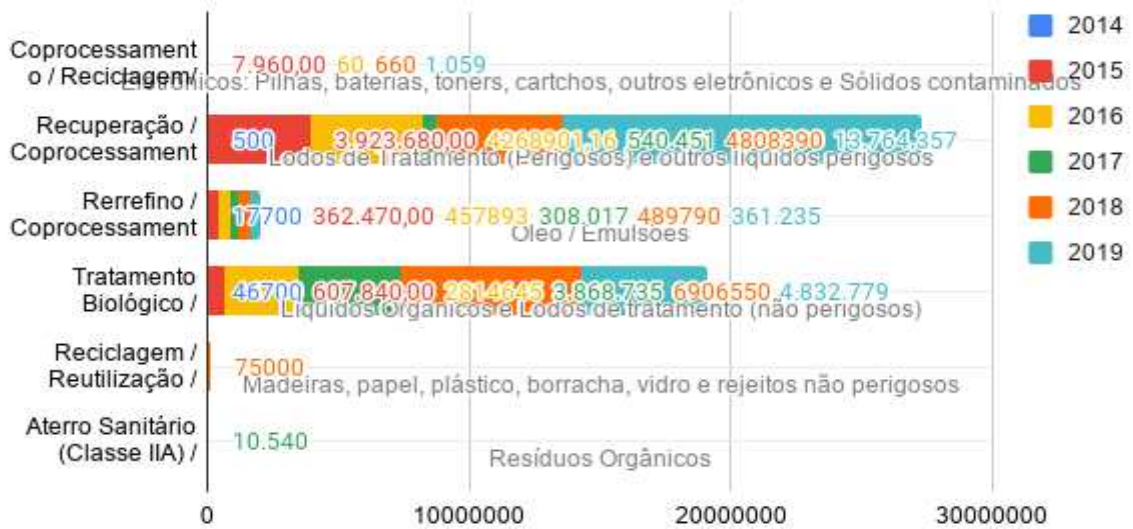 Coprocessament
o / Reciclagem/
7.960,00 60 660 1.059
Eletrônicos: Pilhas, baterias, toners, cartchos, outros eletrônicos e Sólidos contaminados
Recuperação /
Coprocessament
500 3.923.680,00 4268901,16 540.451 4808390 13.764.357
Lodos de Tratamento (Perigosos) e outros líquidos perigosos
Rerrefino /
Coprocessament
17700 362.470,00 457893 308.017 489790 361.235
Óleo / Emulsões
Tratamento
Biológico /
46700 607.840,00 2814645 3.868.735 6906550 4.832.779
Líquidos Orgânicos e Lodos de tratamento (não perigosos)
Reciclagem /
Reutilização /
75000
Madeiras, papel, plástico, borracha, vidro e rejeitos não perigosos
Aterro Sanitário
(Classe IIA) /
10.540
Resíduos Orgânicos
0 10000000 20000000 30000000
2014
2015
2016
2017
2018
2019